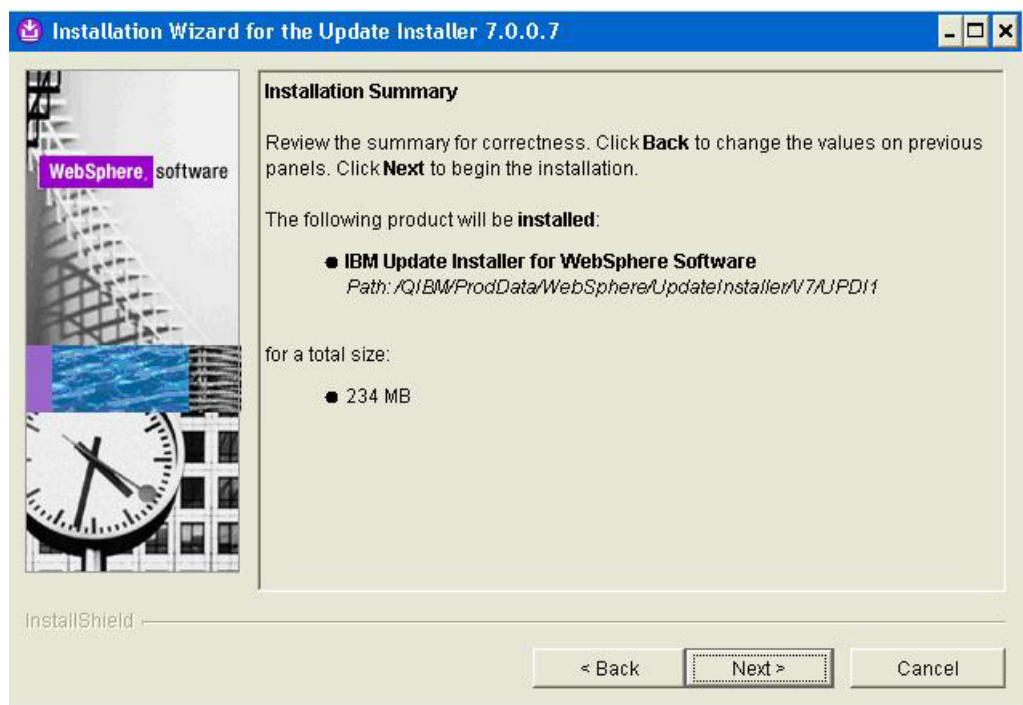 Installation Wizard for the Update Installer 7.0.0.7
Installation Summary
Review the summary for correctness. Click Back to change the values on previous
panels. Click Next to begin the installation.
WebSphere software
The following product will be installed:
IBM Update Installer for WebSphere Software
Path: /QIBM/ProdData/WebSphere/UpdateInstaller/V7/UPDI1
for a total size:
234 MB
InstallShield
< Back
Next >
Cancel